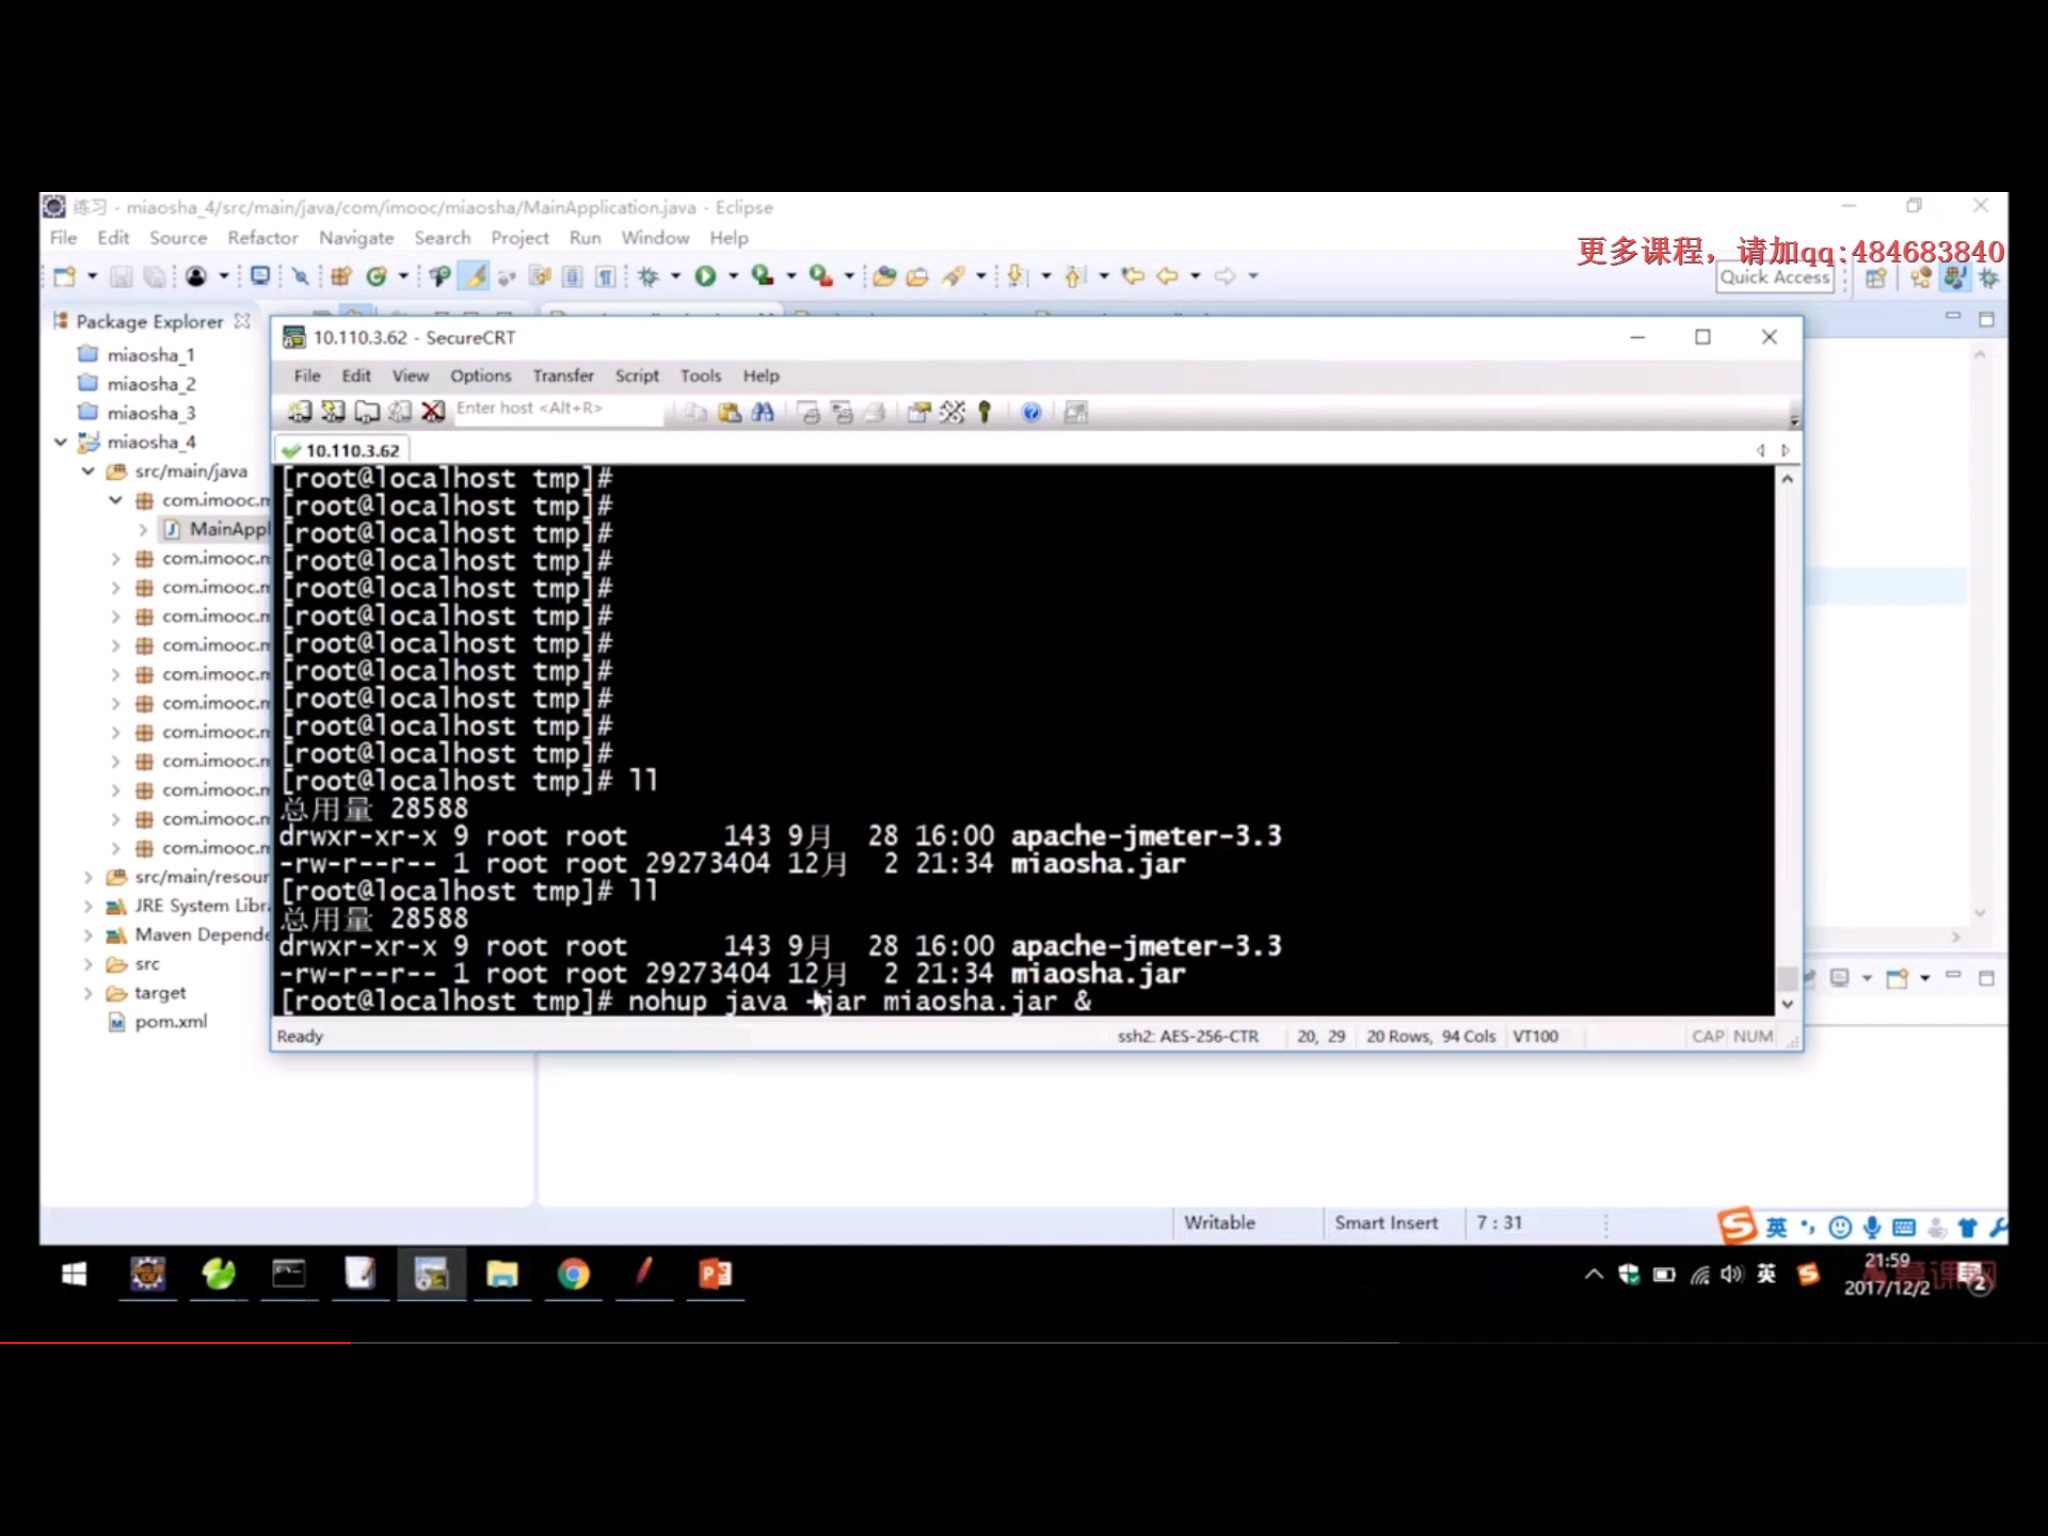 练习 - miaosha_4/src/main/java/com/imooc/miaosha/MainApplication.java - Eclipse
File Edit Source Refactor Navigate Search Project Run Window Help
更多课程，请加qq:484683840
Quick Access
Package Explorer
miaosha_1
miaosha_2
miaosha_3
miaosha_4
src/main/java
com.imooc.m
MainAppl
com.imooc.m
com.imooc.m
com.imooc.m
com.imooc.m
com.imooc.m
com.imooc.m
com.imooc.m
com.imooc.m
com.imooc.m
com.imooc.m
com.imooc.m
src/main/resour
JRE System Libra
Maven Depende
src
target
pom.xml
10.110.3.62 - SecureCRT
File Edit View Options Transfer Script Tools Help
Enter host <Alt+R>
10.110.3.62
[root@localhost tmp]#
[root@localhost tmp]#
[root@localhost tmp]#
[root@localhost tmp]#
[root@localhost tmp]#
[root@localhost tmp]#
[root@localhost tmp]#
[root@localhost tmp]#
[root@localhost tmp]#
[root@localhost tmp]#
[root@localhost tmp]#
[root@localhost tmp]# ll
总用量 28588
drwxr-xr-x 9 root root 143 9月 28 16:00 apache-jmeter-3.3
-rw-r--r-- 1 root root 29273404 12月 2 21:34 miaosha.jar
[root@localhost tmp]# ll
总用量 28588
drwxr-xr-x 9 root root 143 9月 28 16:00 apache-jmeter-3.3
-rw-r--r-- 1 root root 29273404 12月 2 21:34 miaosha.jar
[root@localhost tmp]# nohup java -jar miaosha.jar &
Ready ssh2: AES-256-CTR 20, 29 20 Rows, 94 Cols VT100 CAP NUM
Writable Smart Insert 7 : 31
英
英
21:59
2017/12/2
慕课网
2